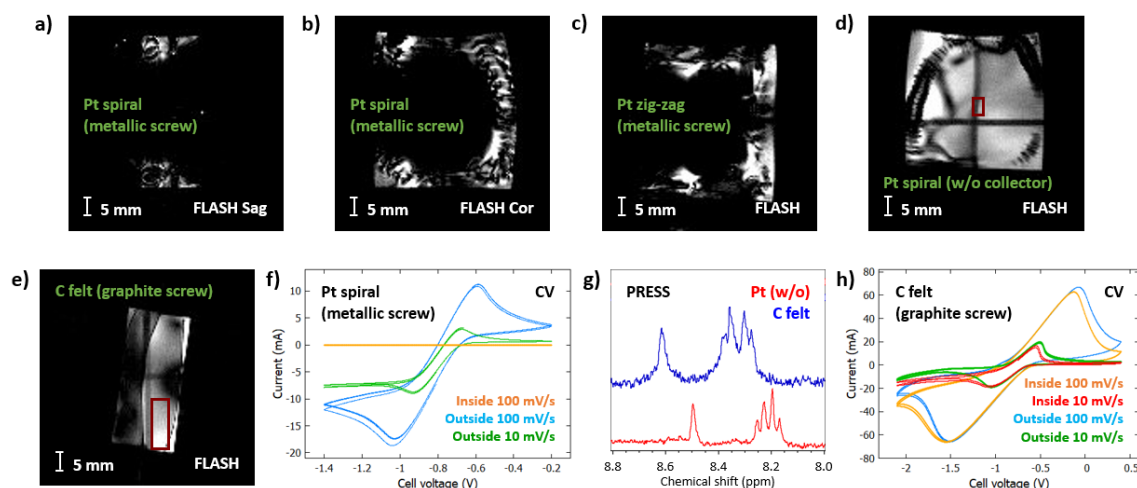 a)
Pt spiral
(metallic screw)
5 mm
FLASH Sag
b)
Pt spiral
(metallic screw)
5 mm
FLASH Cor
c)
Pt zig-zag
(metallic screw)
5 mm
FLASH
d)
Pt spiral (w/o collector)
5 mm
FLASH
e)
C felt (graphite screw)
5 mm
FLASH
f)
Pt spiral
(metallic screw)
CV
Inside 100 mV/s
Outside 100 mV/s
Outside 10 mV/s
Current (mA)
10
5
0
-5
-10
-15
-20
-1.4
-1.2
-1
-0.8
-0.6
-0.4
-0.2
Cell voltage (V)
g)
PRESS
Pt (w/o)
C felt
8.8
8.6
8.4
8.2
8.0
Chemical shift (ppm)
h)
C felt
(graphite screw)
CV
Inside 100 mV/s
Inside 10 mV/s
Outside 100 mV/s
Outside 10 mV/s
Current (mA)
80
60
40
20
0
-20
-40
-60
-80
-2
-1.5
-1
-0.5
0
0.5
Cell voltage (V)